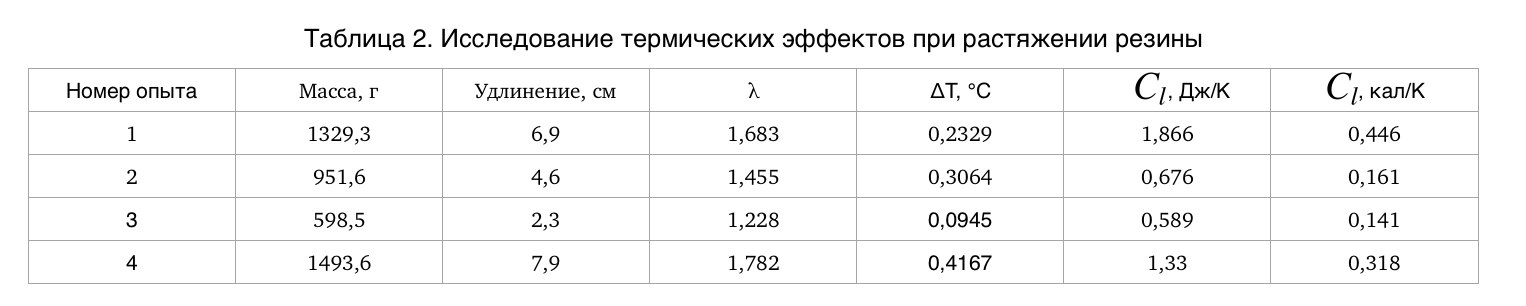 Таблица 2. Исследование термических эффектов при растяжении резины
Номер опыта Масса, г Удлинение, см λ ΔT, °C C_l, Дж/К C_l, кал/К
1 1329,3 6,9 1,683 0,2329 1,866 0,446
2 951,6 4,6 1,455 0,3064 0,676 0,161
3 598,5 2,3 1,228 0,0945 0,589 0,141
4 1493,6 7,9 1,782 0,4167 1,33 0,318